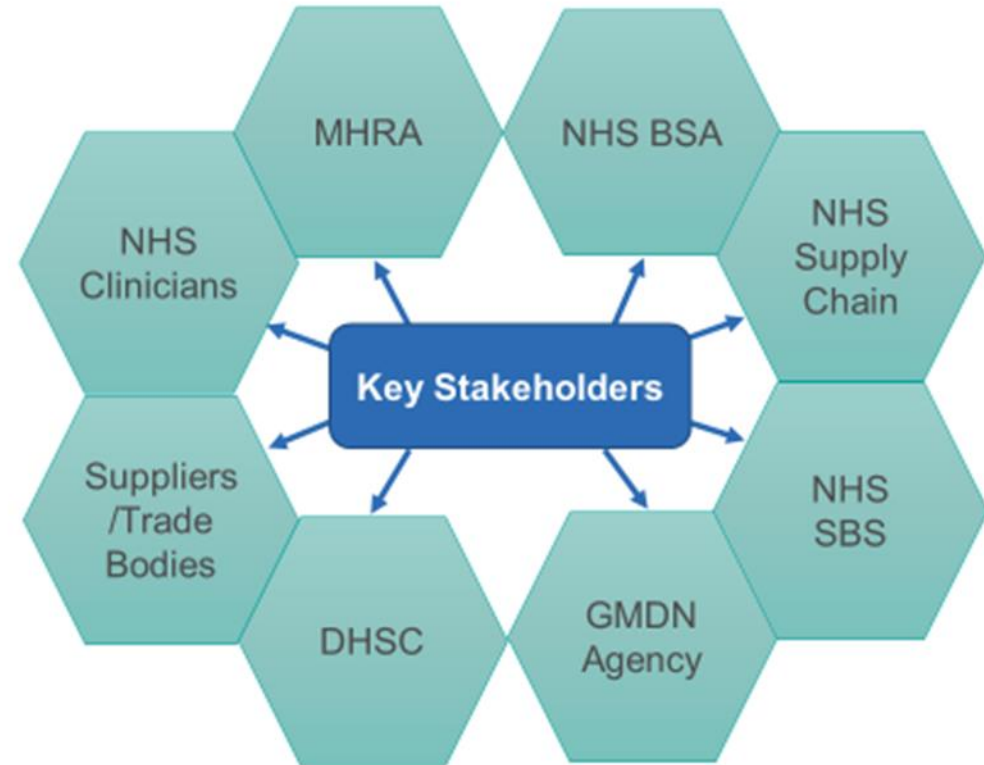 MHRA
NHS BSA
NHS
Clinicians
NHS
Supply
Chain
Key Stakeholders
Suppliers
/Trade
Bodies
NHS
SBS
DHSC
GMDN
Agency